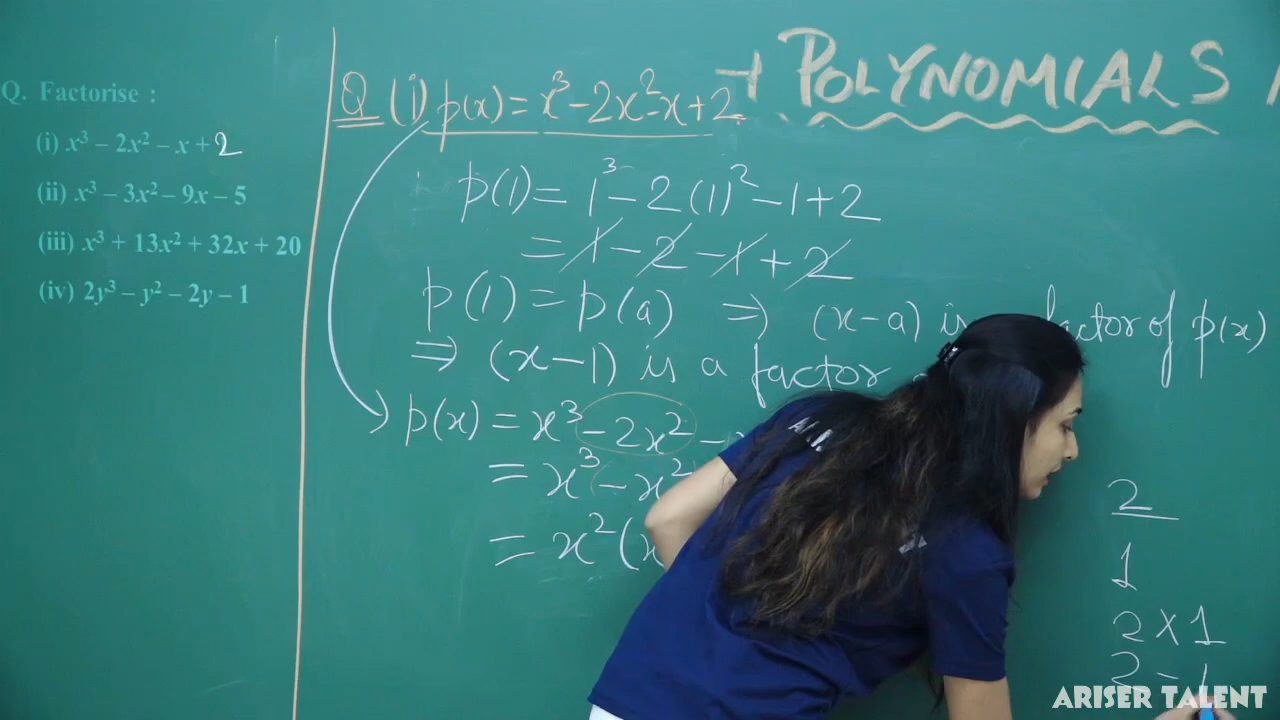 POLYNOMIALS
Q. Factorise :
(i) x³ – 2x² – x + 2
(ii) x³ – 3x² – 9x – 5
(iii) x³ + 13x² + 32x + 20
(iv) 2y³ – y² – 2y – 1
Q (i) p(x) = x³ - 2x² - x + 2
p(1) = 1³ - 2 (1)² - 1 + 2
= 1 - 2 - 1 + 2
p(1) = p(a) ⇒ (x-a) is factor of p(x)
⇒ (x-1) is a factor
p(x) = x³ - 2x² -
= x³ - x²
= x² (x
2
1
2 × 1
2 - 1
ARISER TALENT